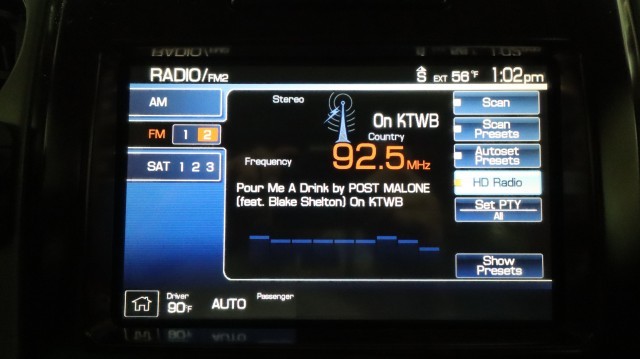 RADIO/FM2
S EXT 56°F 1:02pm
AM
FM 1 2
SAT 1 2 3
Stereo
On KTWB
Country
Frequency 92.5 MHz
Pour Me A Drink by POST MALONE
(feat. Blake Shelton) On KTWB
Scan
Scan
Presets
Autoset
Presets
HD Radio
Set PTY
All
Show
Presets
Driver
90°F
AUTO
Passenger